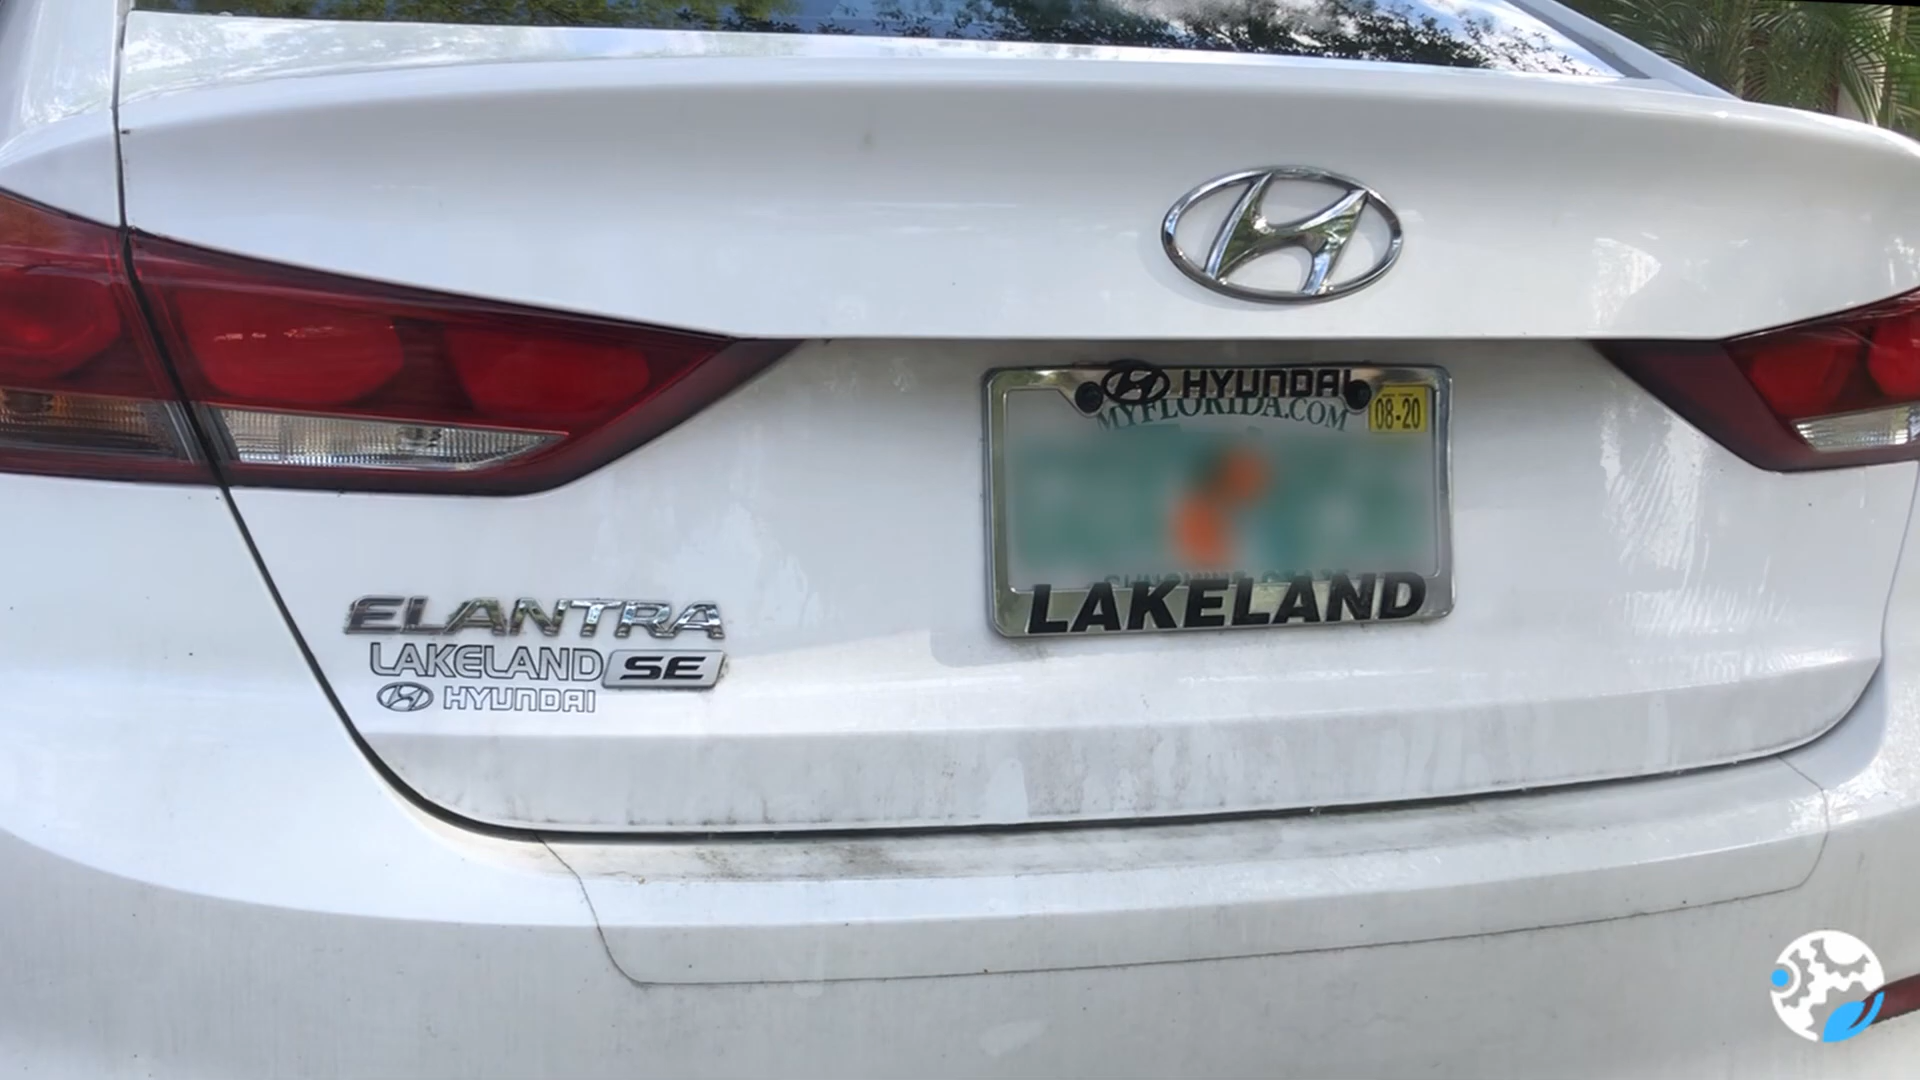 HYUNDAI
MYFLORIDA.COM
08-20
LAKELAND
ELANTRA
LAKELAND SE
HYUNDAI